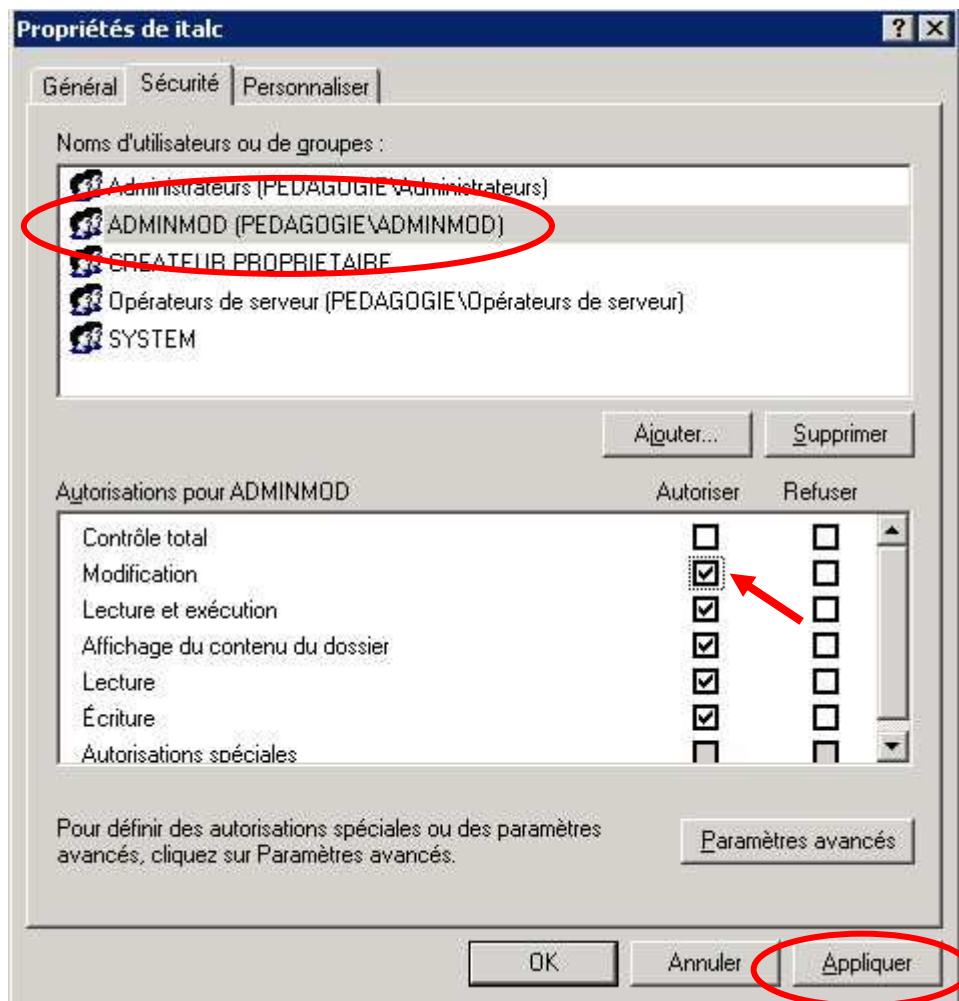 Propriétés de italc
Général Sécurité Personnaliser
Noms d'utilisateurs ou de groupes :
Administrateurs (PEDAGOGIE\Administrateurs)
ADMINMOD (PEDAGOGIE\ADMINMOD)
CREATEUR PROPRIETAIRE
Opérateurs de serveur (PEDAGOGIE\Opérateurs de serveur)
SYSTEM
Ajouter... Supprimer
Autorisations pour ADMINMOD Autoriser Refuser
Contrôle total
Modification
Lecture et exécution
Affichage du contenu du dossier
Lecture
Écriture
Autorisations spéciales
Pour définir des autorisations spéciales ou des paramètres
avancés, cliquez sur Paramètres avancés.
Paramètres avancés
OK Annuler Appliquer